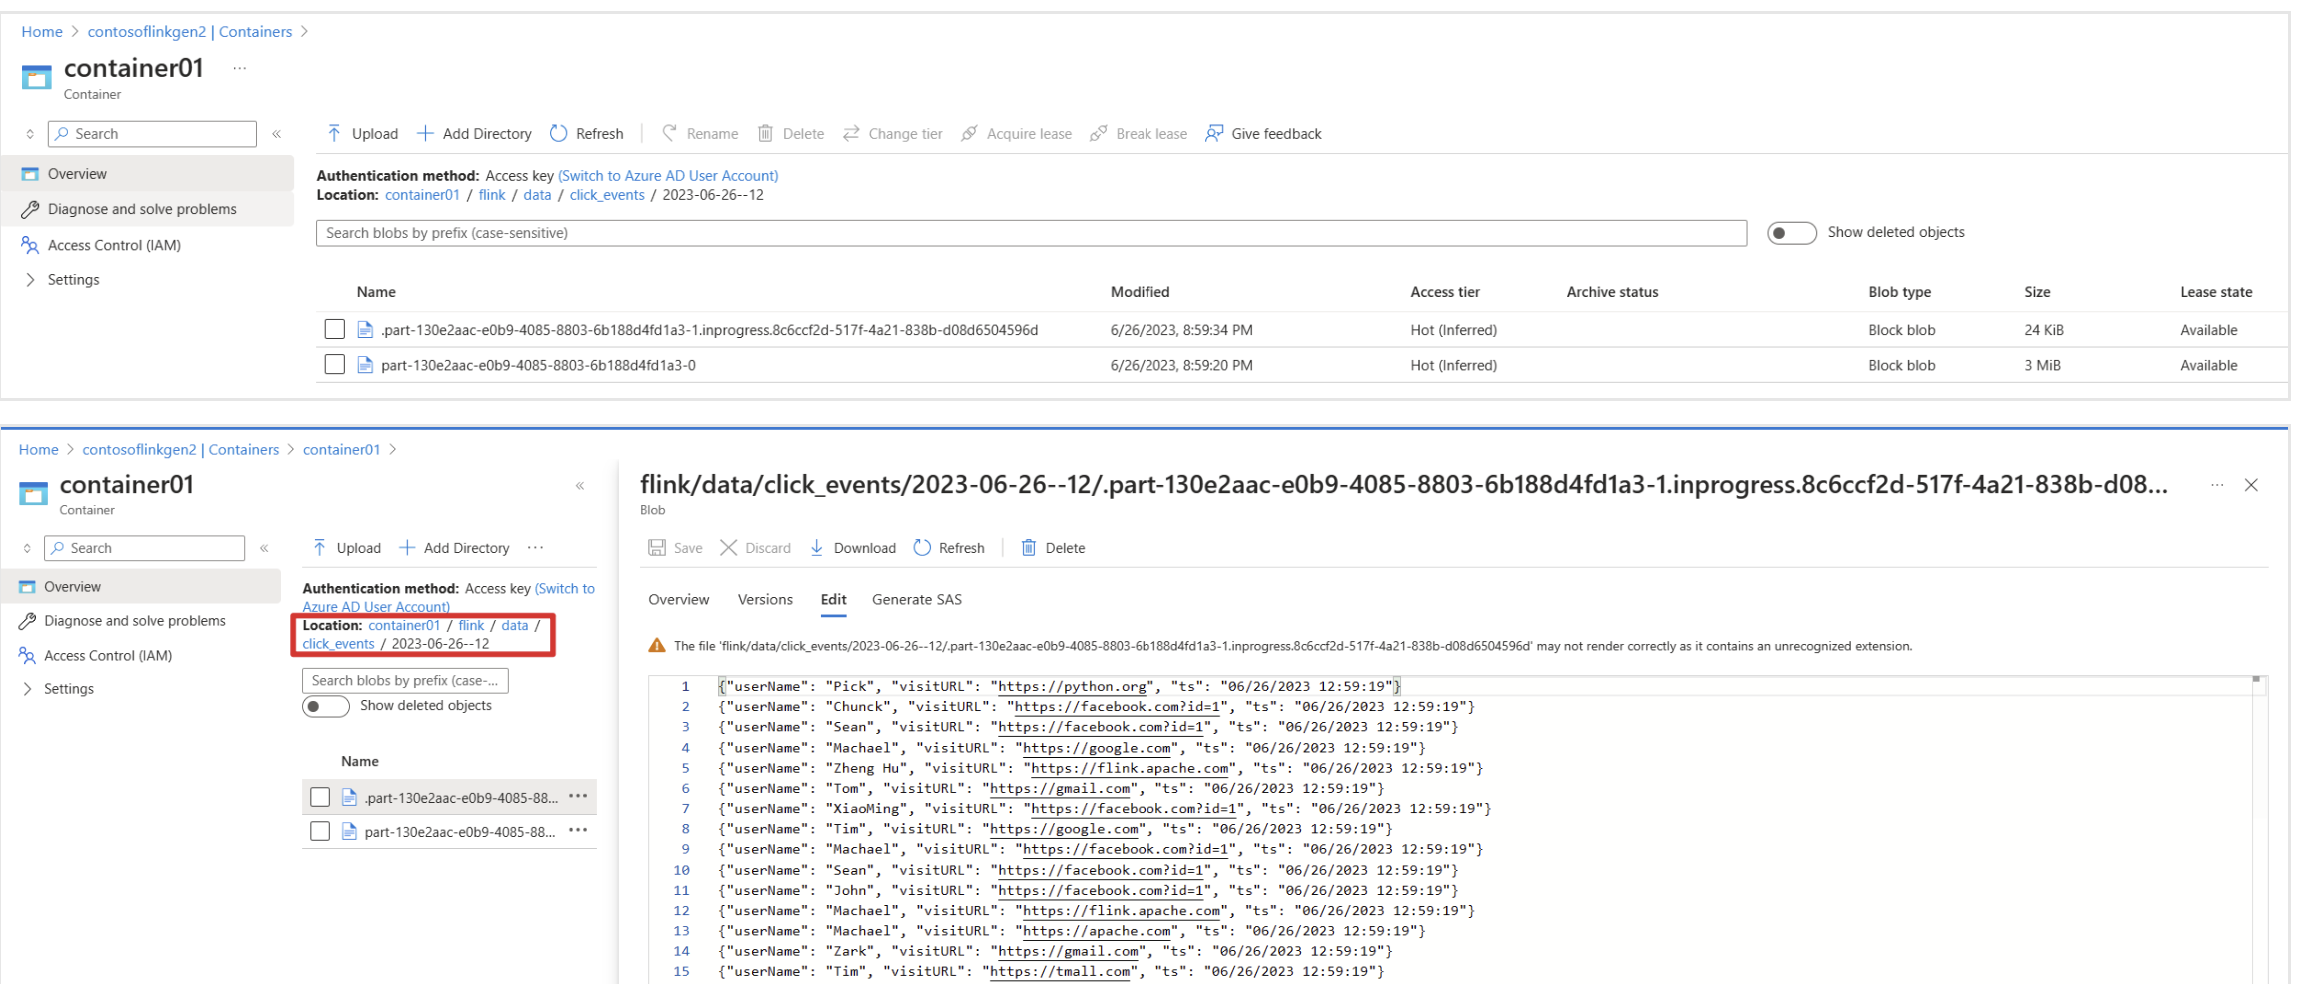 Home > contosoflinkgen2 | Containers >
container01 ...
Container
Search «
Upload Add Directory Refresh Rename Delete Change tier Acquire lease Break lease Give feedback
Overview
Diagnose and solve problems
Access Control (IAM)
Settings
Authentication method: Access key (Switch to Azure AD User Account)
Location: container01 / flink / data / click_events / 2023-06-26--12
Search blobs by prefix (case-sensitive)
Show deleted objects
Name Modified Access tier Archive status Blob type Size Lease state
.part-130e2aac-e0b9-4085-8803-6b188d4fd1a3-1.inprogress.8c6ccf2d-517f-4a21-838b-d08d6504596d 6/26/2023, 8:59:34 PM Hot (Inferred) Block blob 24 KiB Available
part-130e2aac-e0b9-4085-8803-6b188d4fd1a3-0 6/26/2023, 8:59:20 PM Hot (Inferred) Block blob 3 MiB Available
Home > contosoflinkgen2 | Containers > container01 >
container01 «
Container
Search «
Overview
Diagnose and solve problems
Access Control (IAM)
Settings
Upload Add Directory ...
Authentication method: Access key (Switch to
Azure AD User Account)
Location: container01 / flink / data /
click_events / 2023-06-26--12
Search blobs by prefix (case-...
Show deleted objects
Name
.part-130e2aac-e0b9-4085-88... ...
part-130e2aac-e0b9-4085-88... ...
flink/data/click_events/2023-06-26--12/.part-130e2aac-e0b9-4085-8803-6b188d4fd1a3-1.inprogress.8c6ccf2d-517f-4a21-838b-d08... ...
Blob
Save Discard Download Refresh Delete
Overview Versions Edit Generate SAS
The file 'flink/data/click_events/2023-06-26--12/.part-130e2aac-e0b9-4085-8803-6b188d4fd1a3-1.inprogress.8c6ccf2d-517f-4a21-838b-d08d6504596d' may not render correctly as it contains an unrecognized extension.
1 {"userName": "Pick", "visitURL": "https://python.org", "ts": "06/26/2023 12:59:19"}
2 {"userName": "Chunck", "visitURL": "https://facebook.com?id=1", "ts": "06/26/2023 12:59:19"}
3 {"userName": "Sean", "visitURL": "https://facebook.com?id=1", "ts": "06/26/2023 12:59:19"}
4 {"userName": "Machael", "visitURL": "https://google.com", "ts": "06/26/2023 12:59:19"}
5 {"userName": "Zheng Hu", "visitURL": "https://flink.apache.com", "ts": "06/26/2023 12:59:19"}
6 {"userName": "Tom", "visitURL": "https://gmail.com", "ts": "06/26/2023 12:59:19"}
7 {"userName": "XiaoMing", "visitURL": "https://facebook.com?id=1", "ts": "06/26/2023 12:59:19"}
8 {"userName": "Tim", "visitURL": "https://google.com", "ts": "06/26/2023 12:59:19"}
9 {"userName": "Machael", "visitURL": "https://facebook.com?id=1", "ts": "06/26/2023 12:59:19"}
10 {"userName": "Sean", "visitURL": "https://facebook.com?id=1", "ts": "06/26/2023 12:59:19"}
11 {"userName": "John", "visitURL": "https://facebook.com?id=1", "ts": "06/26/2023 12:59:19"}
12 {"userName": "Machael", "visitURL": "https://flink.apache.com", "ts": "06/26/2023 12:59:19"}
13 {"userName": "Machael", "visitURL": "https://apache.com", "ts": "06/26/2023 12:59:19"}
14 {"userName": "Zark", "visitURL": "https://gmail.com", "ts": "06/26/2023 12:59:19"}
15 {"userName": "Tim", "visitURL": "https://tmall.com", "ts": "06/26/2023 12:59:19"}